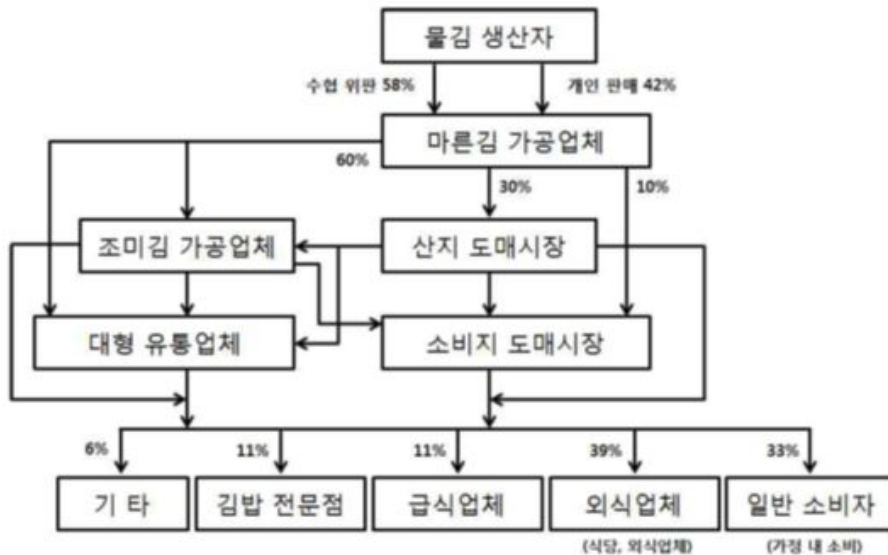 물김 생산자
수협 위판 58%
개인 판매 42%
마른김 가공업체
60%
30%
10%
조미김 가공업체
산지 도매시장
대형 유통업체
소비지 도매시장
6%
11%
11%
39%
33%
기 타
김밥 전문점
급식업체
외식업체
일반 소비자
(식당, 외식업체)
(가정 내 소비)